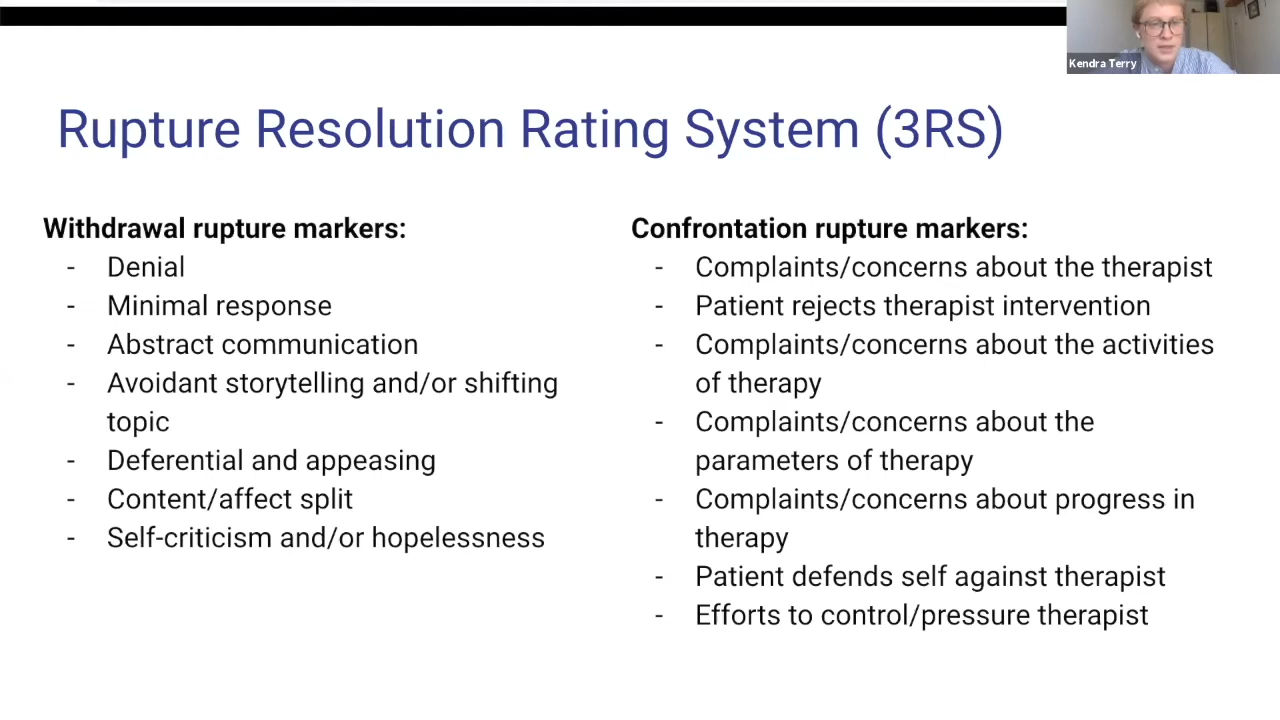 Kendra Terry
Rupture Resolution Rating System (3RS)
Withdrawal rupture markers:
- Denial
- Minimal response
- Abstract communication
- Avoidant storytelling and/or shifting
topic
- Deferential and appeasing
- Content/affect split
- Self-criticism and/or hopelessness
Confrontation rupture markers:
- Complaints/concerns about the therapist
- Patient rejects therapist intervention
- Complaints/concerns about the activities
of therapy
- Complaints/concerns about the
parameters of therapy
- Complaints/concerns about progress in
therapy
- Patient defends self against therapist
- Efforts to control/pressure therapist